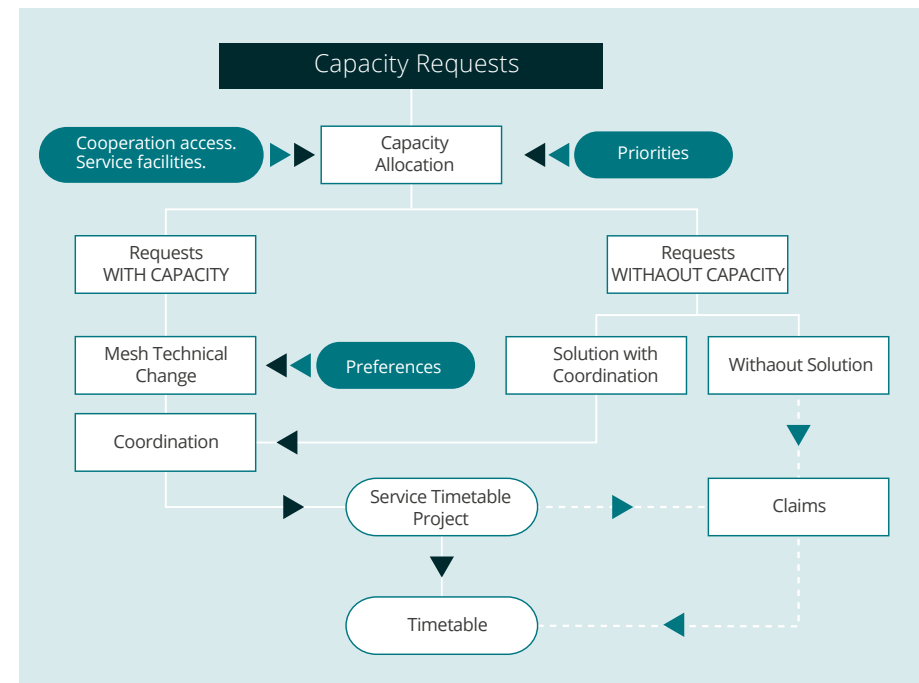 Capacity Requests
Cooperation access.
Service facilities.
Capacity
Allocation
Priorities
Requests
WITH CAPACITY
Requests
WITHAOUT CAPACITY
Mesh Technical
Change
Preferences
Solution with
Coordination
Withaout Solution
Coordination
Service Timetable
Project
Claims
Timetable